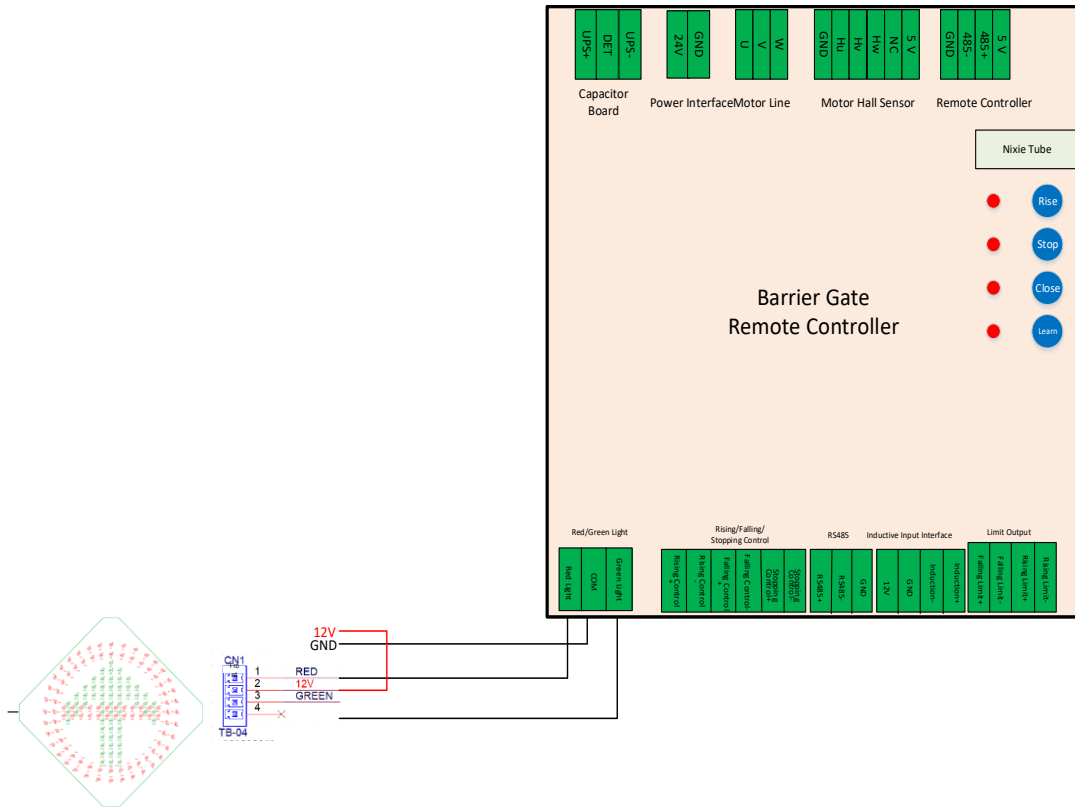 UPS+
DET
UPS-
24V
GND
U
V
W
GND
Hu
Hv
Hw
NC
5 V
GND
485-
485+
5 V
Capacitor
Board
Power Interface
Motor Line
Motor Hall Sensor
Remote Controller
Nixie Tube
Rise
Stop
Close
Learn
Barrier Gate
Remote Controller
Red/Green Light
Rising/Falling/
Stopping Control
RS485
Inductive Input Interface
Limit Output
Red Light
COM
Green Light
Rising Control
+
Rising Control
-
Falling Control
+
Falling Control-
Stopping
Control+
Stopping
Control-
RS485+
RS485-
GND
12V
GND
Induction-
Induction+
Falling Limit+
Falling Limit-
Rising Limit+
Rising Limit-
12V
GND
CN1
1
RED
2
12V
3
GREEN
4
TB-04